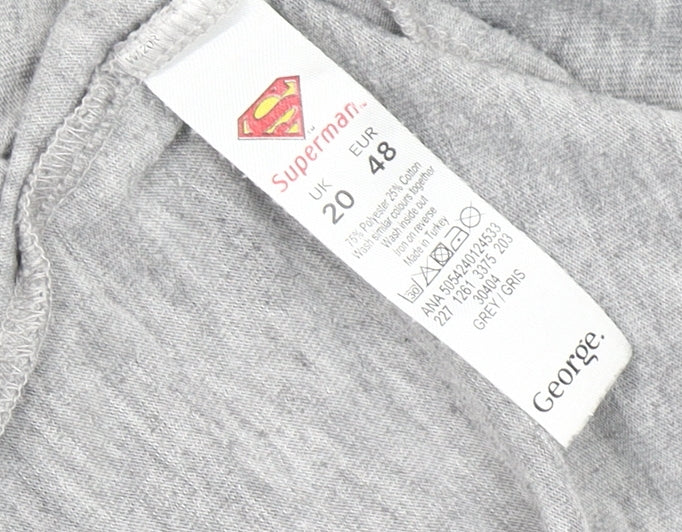 Superman™
UK EUR
20 48
75% Polyester 25% Cotton
Wash similar colours together
Wash inside out
Iron on reverse
Made in Turkey
30
ANA 5054240124533
227 1261 3375 203
30404
GREY / GRIS
George.